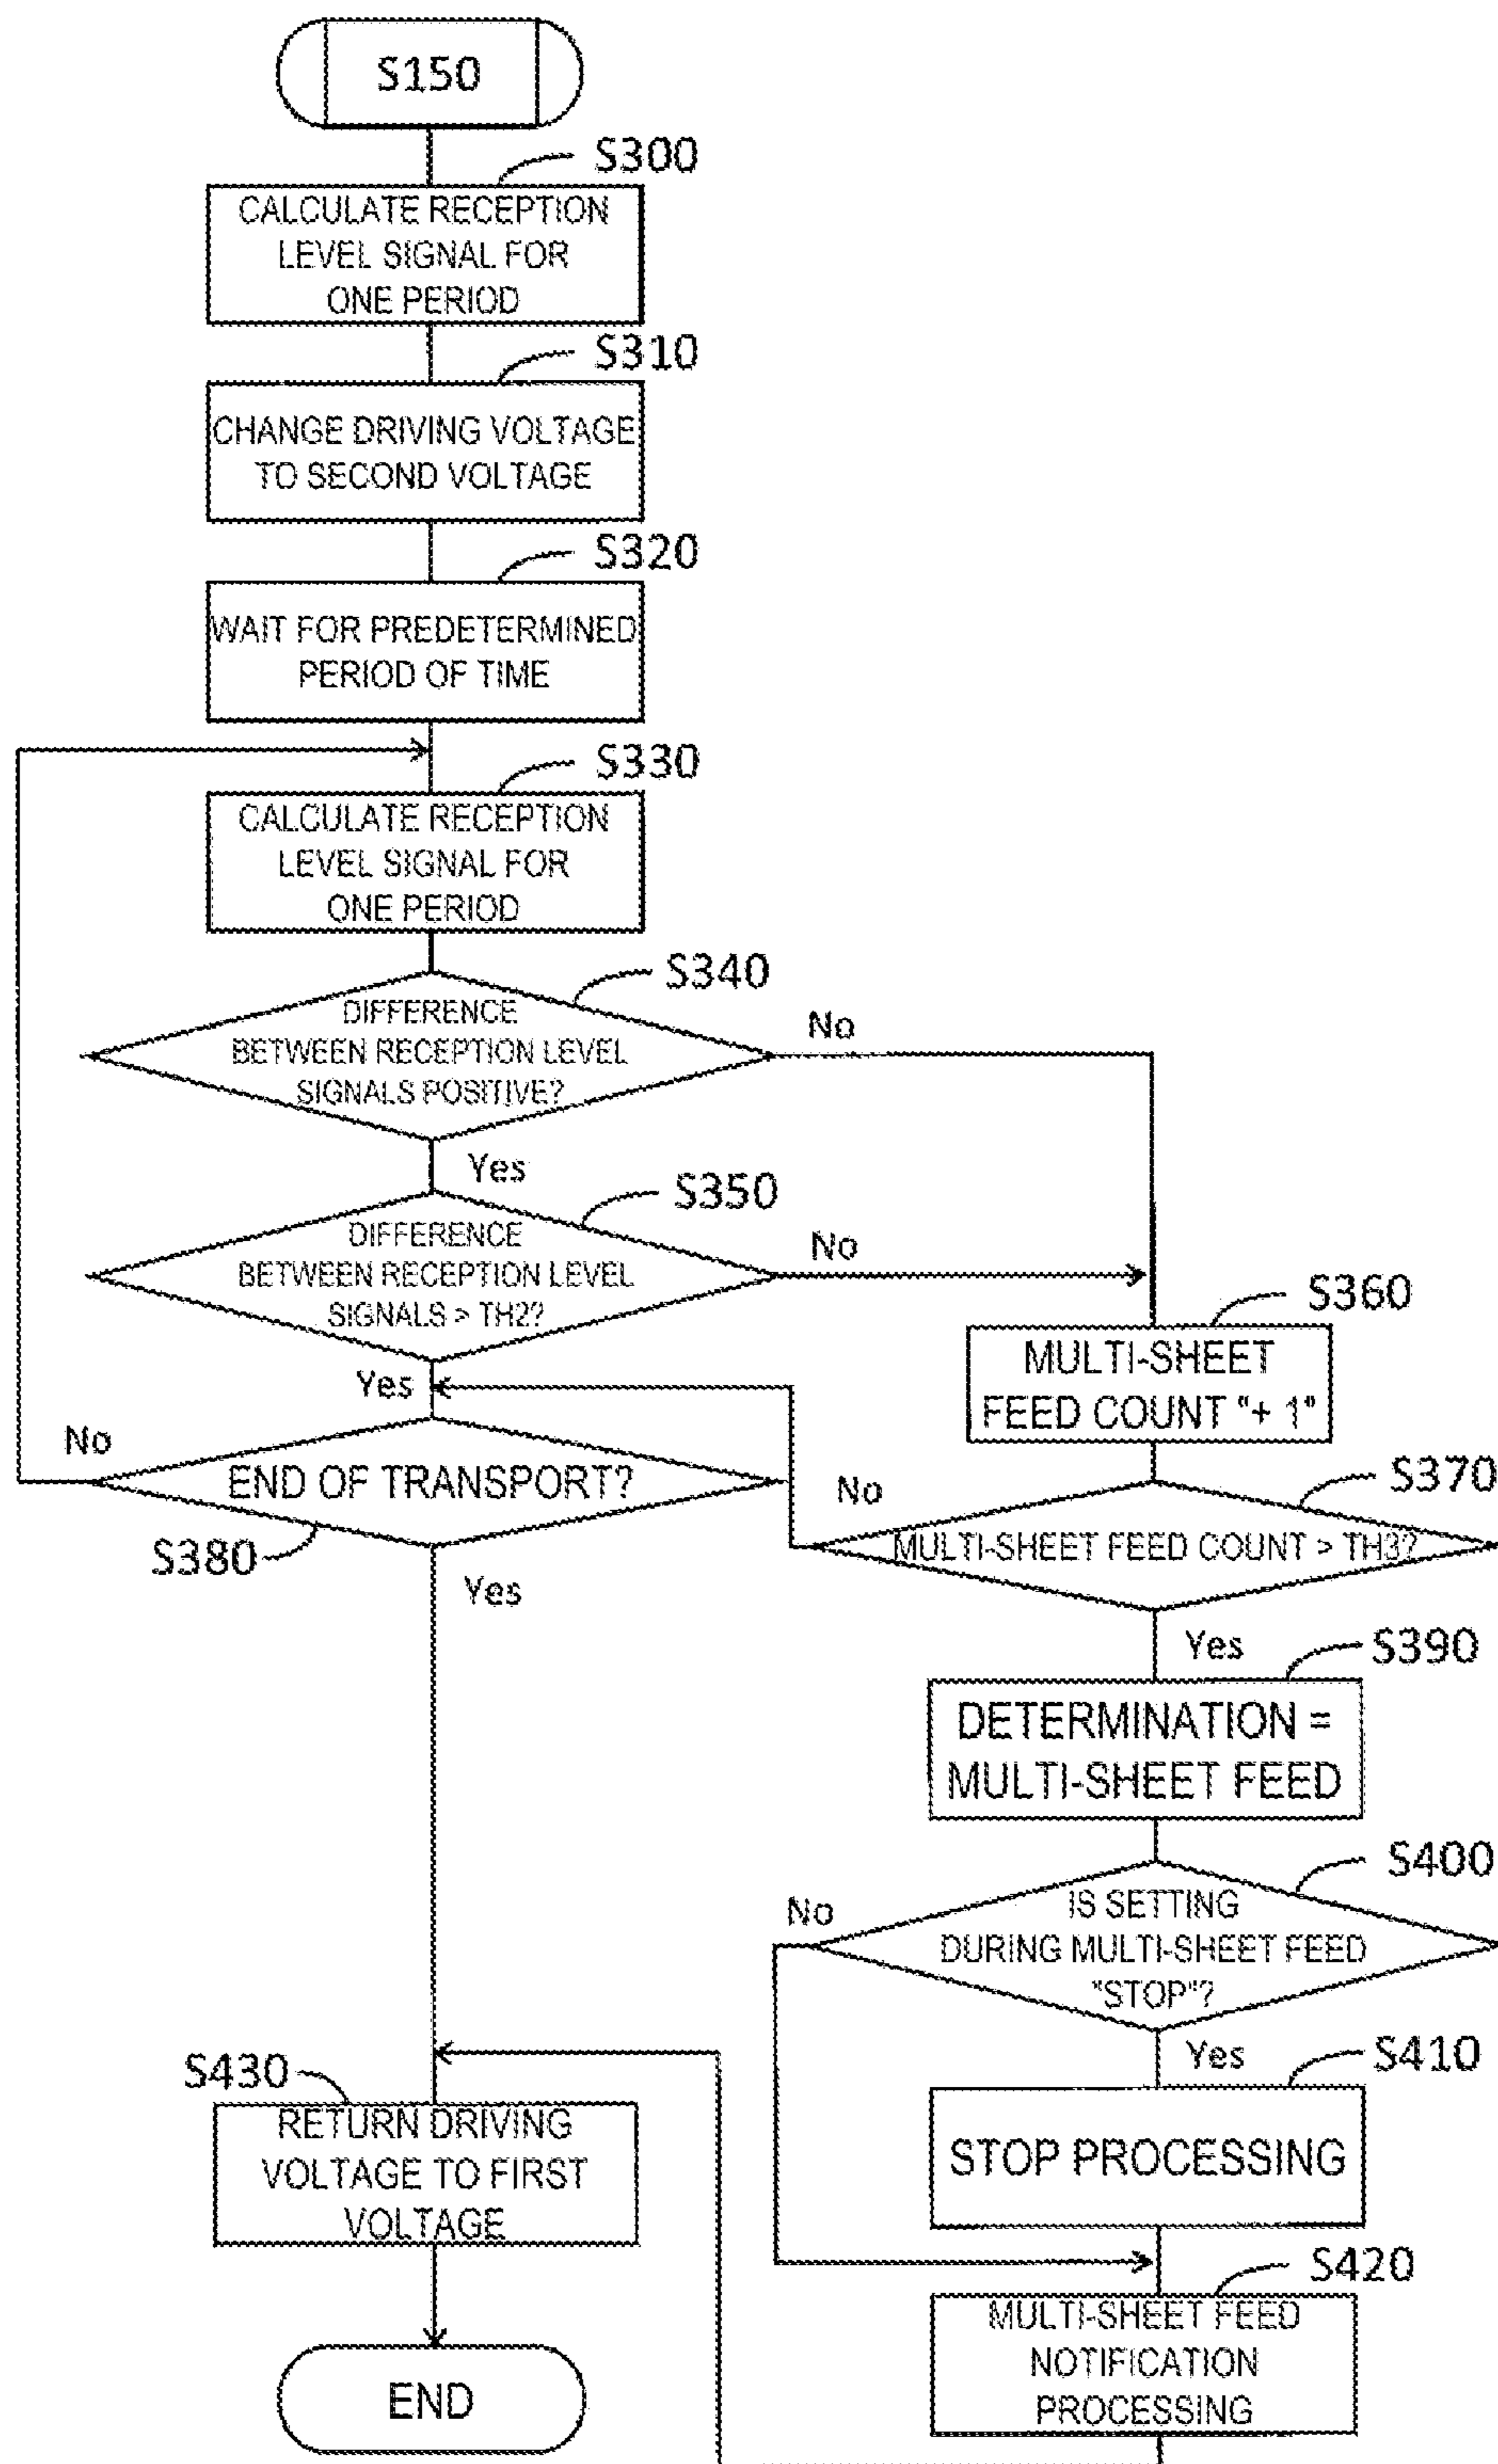 S150
S300
CALCULATE RECEPTION
LEVEL SIGNAL FOR
ONE PERIOD
S310
CHANGE DRIVING VOLTAGE
TO SECOND VOLTAGE
S320
WAIT FOR PREDETERMINED
PERIOD OF TIME
S330
CALCULATE RECEPTION
LEVEL SIGNAL FOR
ONE PERIOD
S340
DIFFERENCE
BETWEEN RECEPTION LEVEL
SIGNALS POSITIVE?
No
Yes
S350
DIFFERENCE
BETWEEN RECEPTION LEVEL
SIGNALS > TH2?
No
Yes
S360
MULTI-SHEET
FEED COUNT "+ 1"
S370
MULTI-SHEET FEED COUNT > TH3?
No
Yes
END OF TRANSPORT?
No
S380
Yes
S390
DETERMINATION =
MULTI-SHEET FEED
S400
IS SETTING
DURING MULTI-SHEET FEED
"STOP"?
No
Yes
S410
STOP PROCESSING
S420
MULTI-SHEET FEED
NOTIFICATION
PROCESSING
S430
RETURN DRIVING
VOLTAGE TO FIRST
VOLTAGE
END